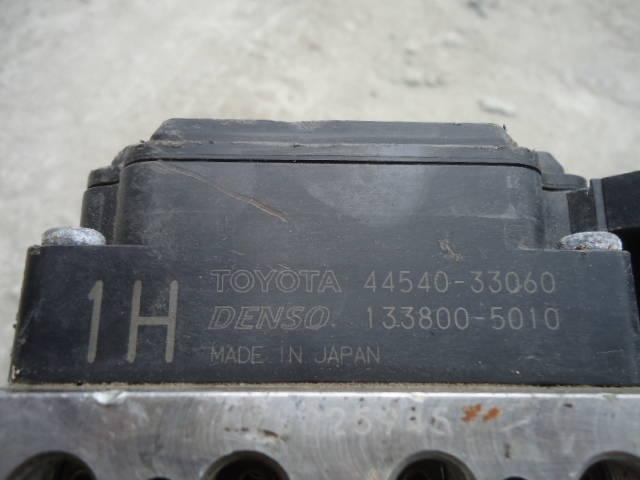 1H
TOYOTA 44540-33060
DENSO 133800-5010
MADE IN JAPAN